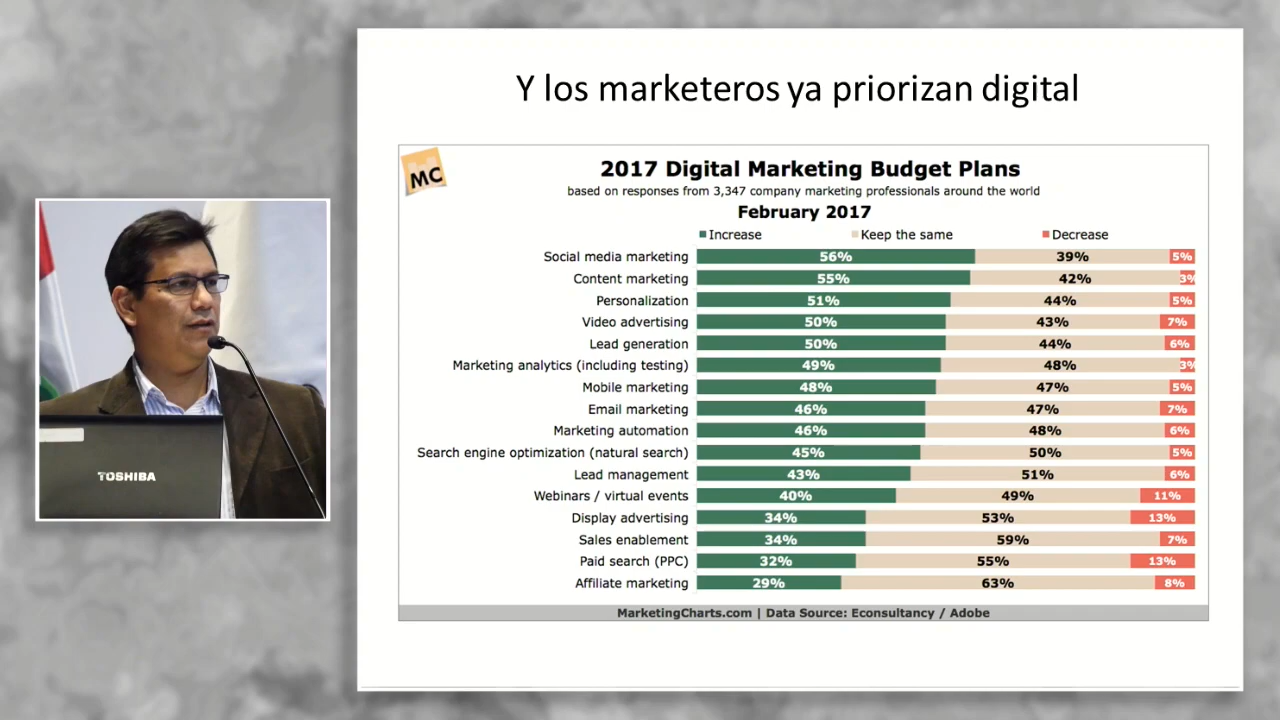 Y los marketeros ya priorizan digital
MC
2017 Digital Marketing Budget Plans
based on responses from 3,347 company marketing professionals around the world
February 2017
Increase Keep the same Decrease
Social media marketing 56% 39% 5%
Content marketing 55% 42% 3%
Personalization 51% 44% 5%
Video advertising 50% 43% 7%
Lead generation 50% 44% 6%
Marketing analytics (including testing) 49% 48% 3%
Mobile marketing 48% 47% 5%
Email marketing 46% 47% 7%
Marketing automation 46% 48% 6%
Search engine optimization (natural search) 45% 50% 5%
Lead management 43% 51% 6%
Webinars / virtual events 40% 49% 11%
Display advertising 34% 53% 13%
Sales enablement 34% 59% 7%
Paid search (PPC) 32% 55% 13%
Affiliate marketing 29% 63% 8%
MarketingCharts.com | Data Source: Econsultancy / Adobe
TOSHIBA